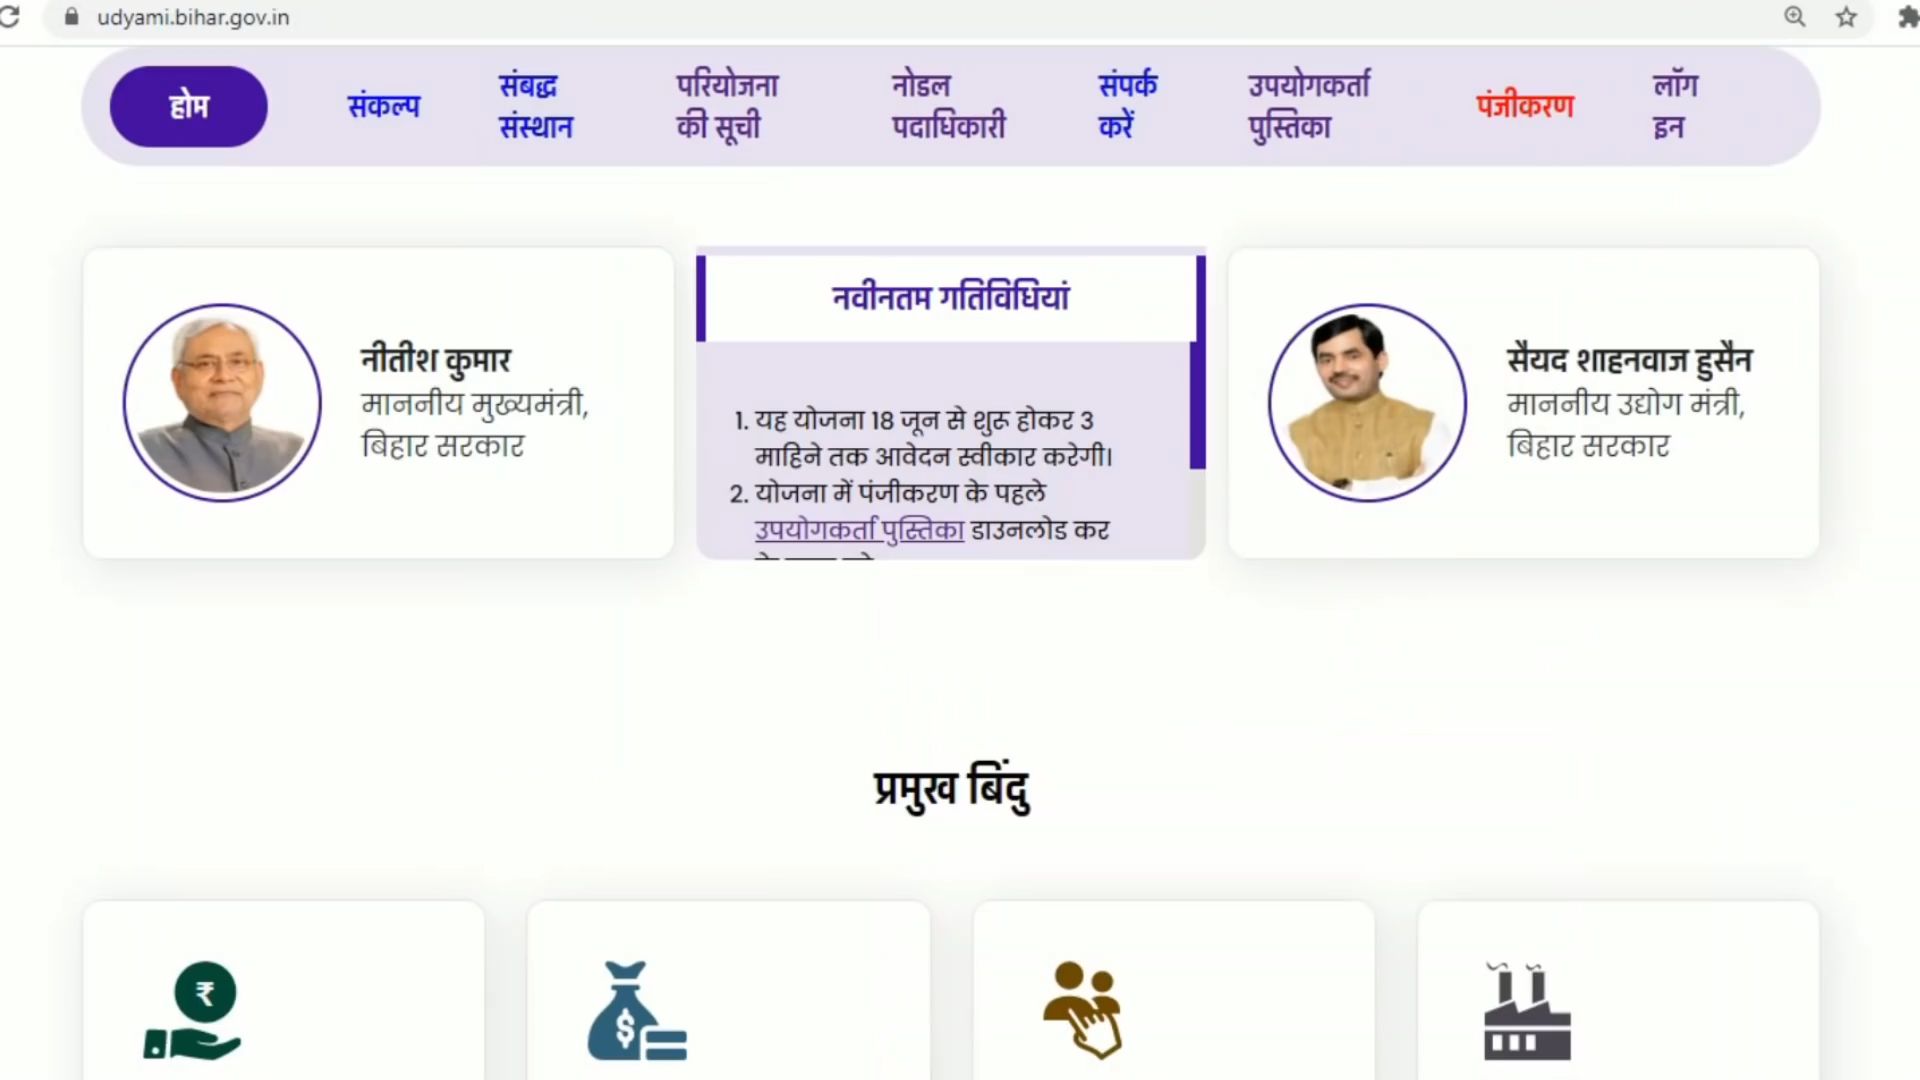 udyami.bihar.gov.in
होम
संकल्प
संबद्ध
संस्थान
परियोजना
की सूची
नोडल
पदाधिकारी
संपर्क
करें
उपयोगकर्ता
पुस्तिका
पंजीकरण
लॉग
इन
नीतीश कुमार
माननीय मुख्यमंत्री,
बिहार सरकार
नवीनतम गतिविधियां
1. यह योजना 18 जून से शुरू होकर 3
माहिने तक आवेदन स्वीकार करेगी।
2. योजना में पंजीकरण के पहले
उपयोगकर्ता पुस्तिका डाउनलोड कर
सैयद शाहनवाज हुसैन
माननीय उद्योग मंत्री,
बिहार सरकार
प्रमुख बिंदु
₹
$